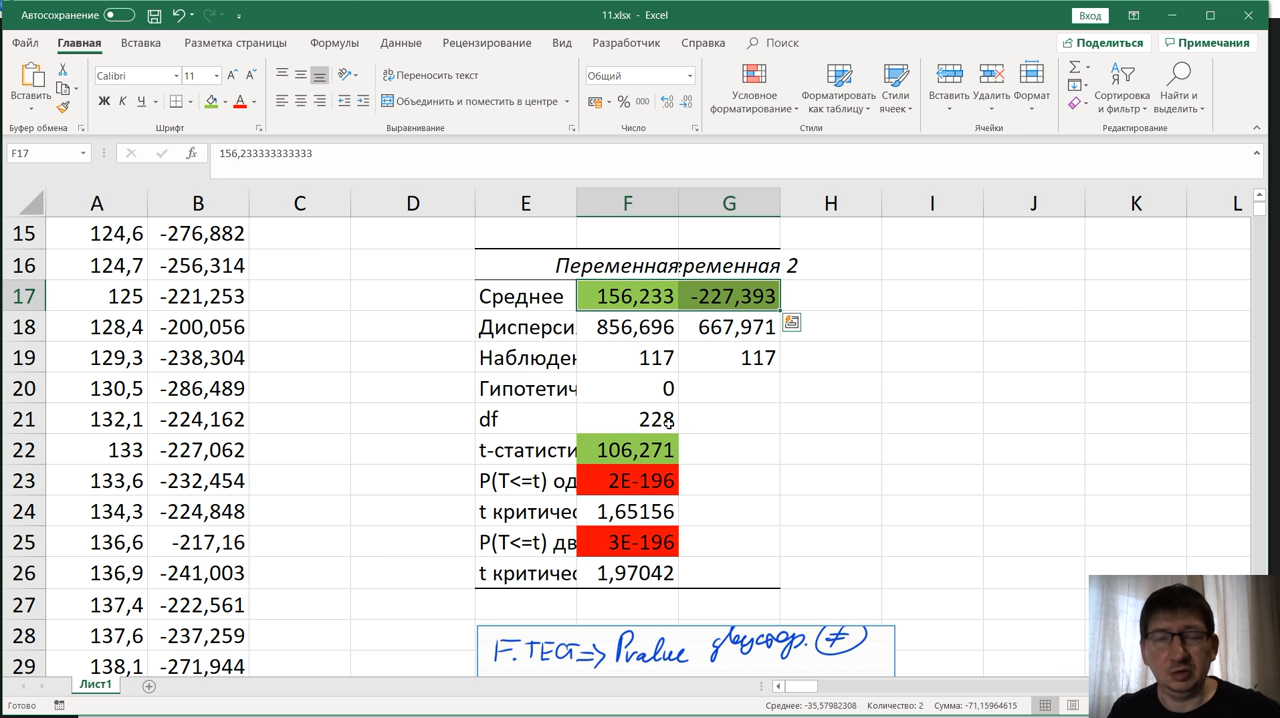 Автосохранение
11.xlsx - Excel
Вход
Файл Главная Вставка Разметка страницы Формулы Данные Рецензирование Вид Разработчик Справка Поиск Поделиться Примечания
Вставить
Calibri 11
Ж К Ч
Переносить текст
Объединить и поместить в центре
Общий
% 000
Условное форматирование
Форматировать как таблицу
Стили ячеек
Вставить Удалить Формат
Сортировка и фильтр
Найти и выделить
Буфер обмена Шрифт Выравнивание Число Стили Ячейки Редактирование
F17 fx 156,233333333333
A B C D E F G H I J K L
15 124,6 -276,882
16 124,7 -256,314 Переменная еременная 2
17 125 -221,253 Среднее 156,233 -227,393
18 128,4 -200,056 Дисперси 856,696 667,971
19 129,3 -238,304 Наблюден 117 117
20 130,5 -286,489 Гипотетич 0
21 132,1 -224,162 df 228
22 133 -227,062 t-статисти 106,271
23 133,6 -232,454 P(T<=t) од 2E-196
24 134,3 -224,848 t критичес 1,65156
25 136,6 -217,16 P(T<=t) дв 3E-196
26 136,9 -241,003 t критичес 1,97042
27 137,4 -222,561
28 137,6 -237,259
29 138,1 -271,944
F.ТЕСТ=> Pvalue двустор. (≠)
Лист1
Готово
Среднее: -35,57982308 Количество: 2 Сумма: -71,15964615